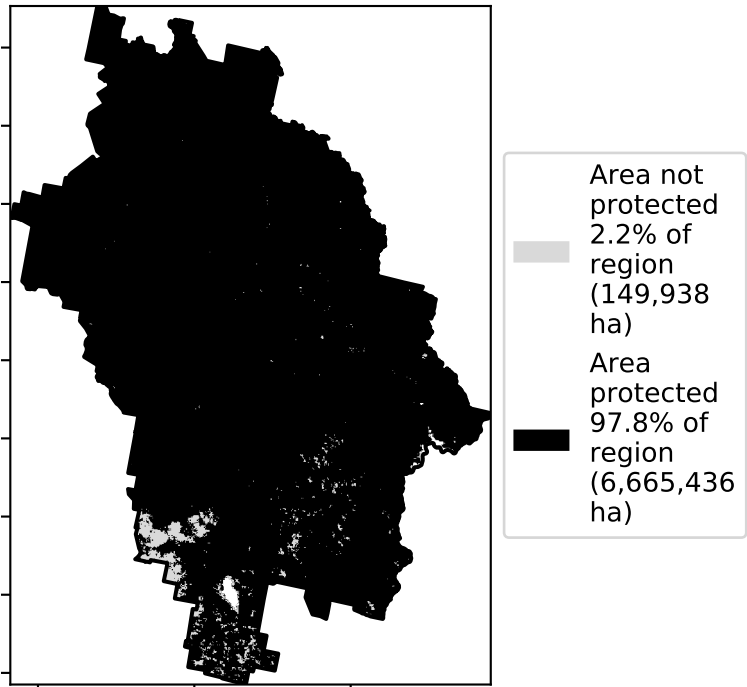 Area not
protected
2.2% of
region
(149,938
ha)
Area
protected
97.8% of
region
(6,665,436
ha)